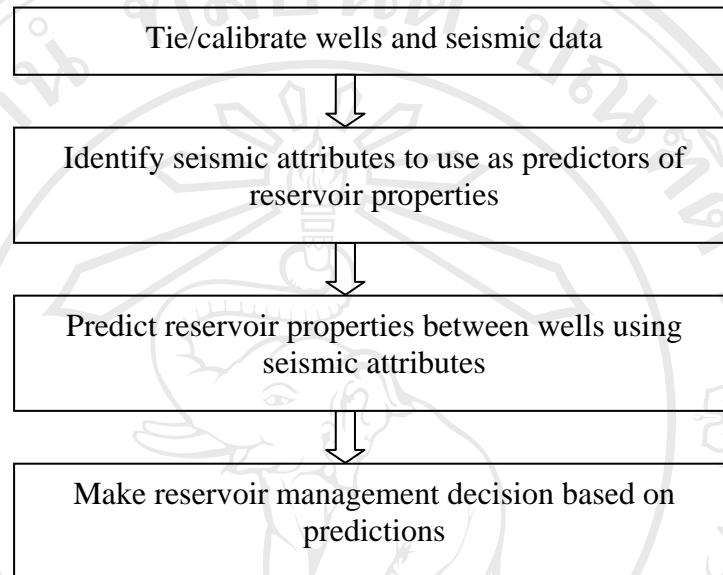 Tie/calibrate wells and seismic data
Identify seismic attributes to use as predictors of
reservoir properties
Predict reservoir properties between wells using
seismic attributes
Make reservoir management decision based on
predictions